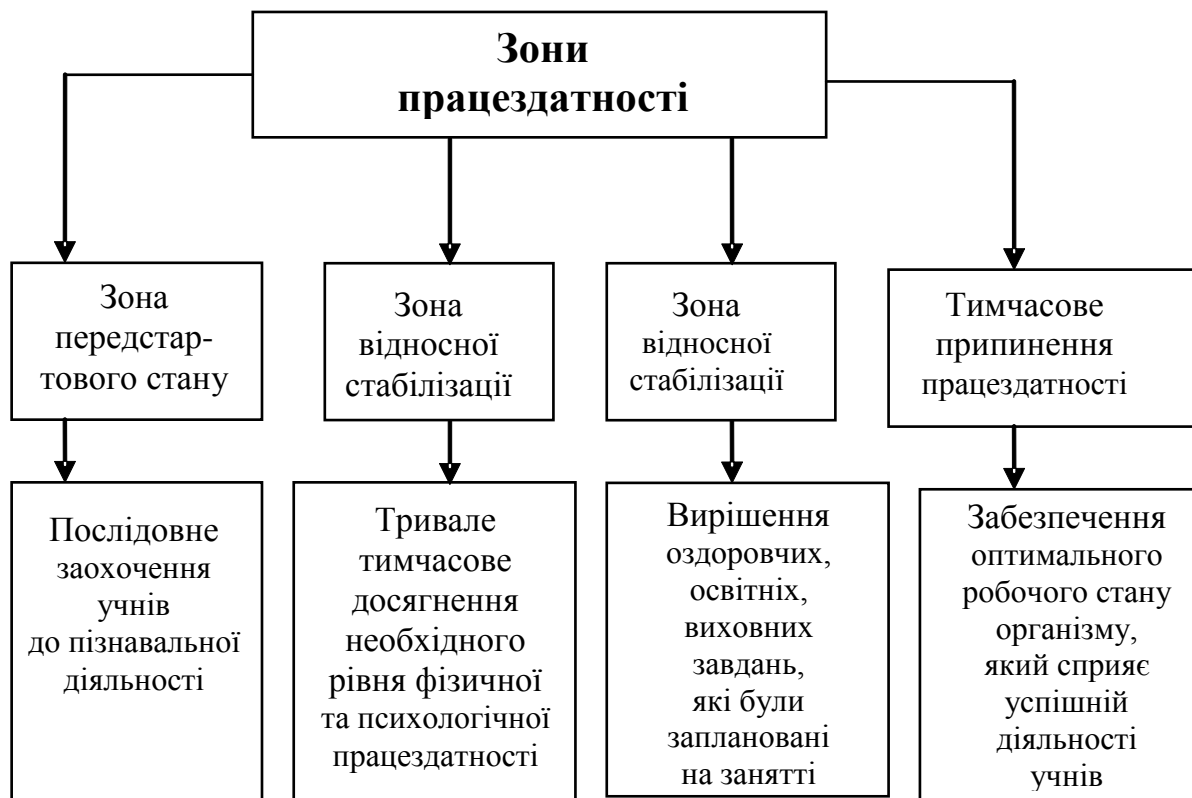 Зони
працездатності
Зона
передстар-
тового стану
Зона
відносної
стабілізації
Зона
відносної
стабілізації
Тимчасове
припинення
працездатності
Послідовне
заохочення
учнів
до пізнавальної
діяльності
Тривале
тимчасове
досягнення
необхідного
рівня фізичної
та психологічної
працездатності
Вирішення
оздоровчих,
освітніх,
виховних
завдань,
які були
заплановані
на занятті
Забезпечення
оптимального
робочого стану
організму,
який сприяє
успішній
діяльності
учнів